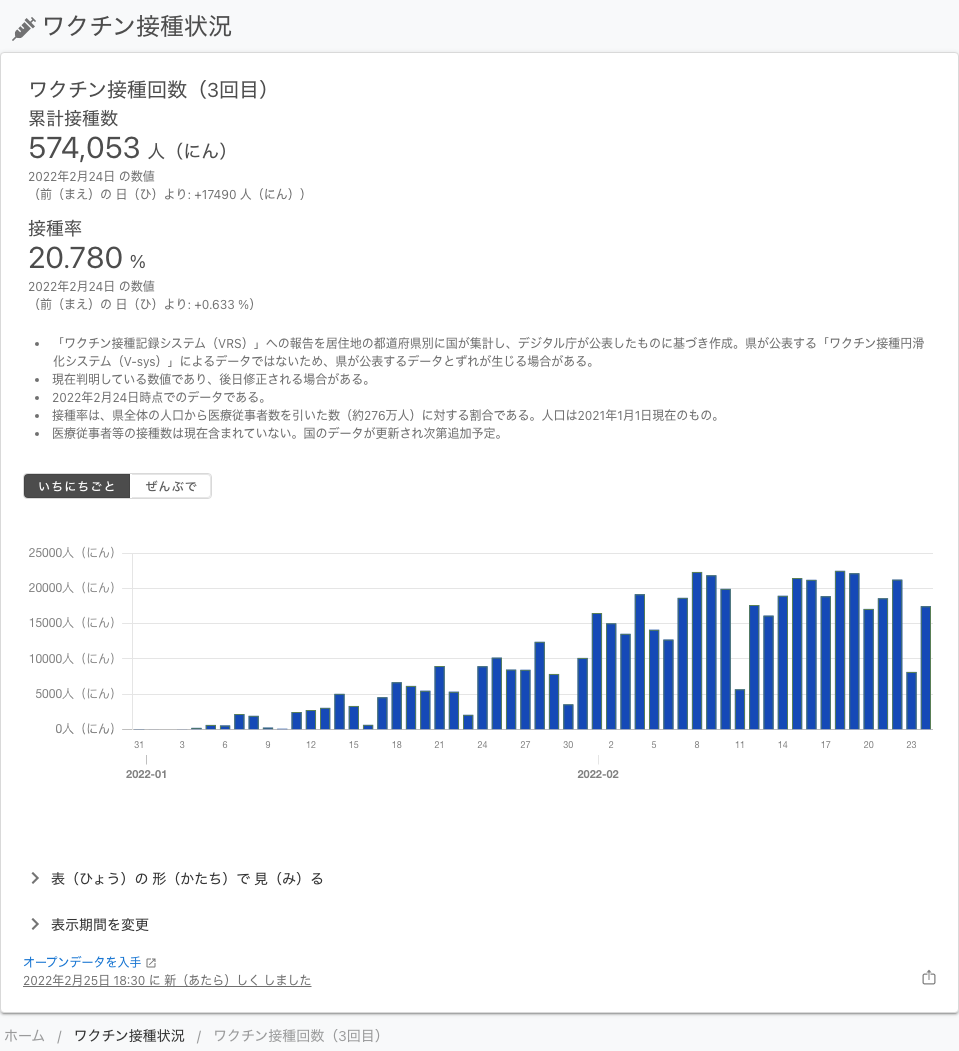 ワクチン接種状況
ワクチン接種回数（3回目）
累計接種数
574,053 人（にん）
2022年2月24日 の数値
（前（まえ）の 日（ひ）より: +17490 人（にん））
接種率
20.780 %
2022年2月24日 の数値
（前（まえ）の 日（ひ）より: +0.633 %）
• 「ワクチン接種記録システム（VRS）」への報告を居住地の都道府県別に国が集計し、デジタル庁が公表したものに基づき作成。県が公表する「ワクチン接種円滑
化システム（V-sys）」によるデータではないため、県が公表するデータとずれが生じる場合がある。
• 現在判明している数値であり、後日修正される場合がある。
• 2022年2月24日時点でのデータである。
• 接種率は、県全体の人口から医療従事者数を引いた数（約276万人）に対する割合である。人口は2021年1月1日現在のもの。
• 医療従事者等の接種数は現在含まれていない。国のデータが更新され次第追加予定。
いちにちごと ぜんぶで
25000人（にん）
20000人（にん）
15000人（にん）
10000人（にん）
5000人（にん）
0人（にん）
31 3 6 9 12 15 18 21 24 27 30 2 5 8 11 14 17 20 23
2022-01 2022-02
表（ひょう）の 形（かたち）で 見（み）る
表示期間を変更
オープンデータを入手
2022年2月25日 18:30 に 新（あたら）しく しました
ホーム / ワクチン接種状況 / ワクチン接種回数（3回目）